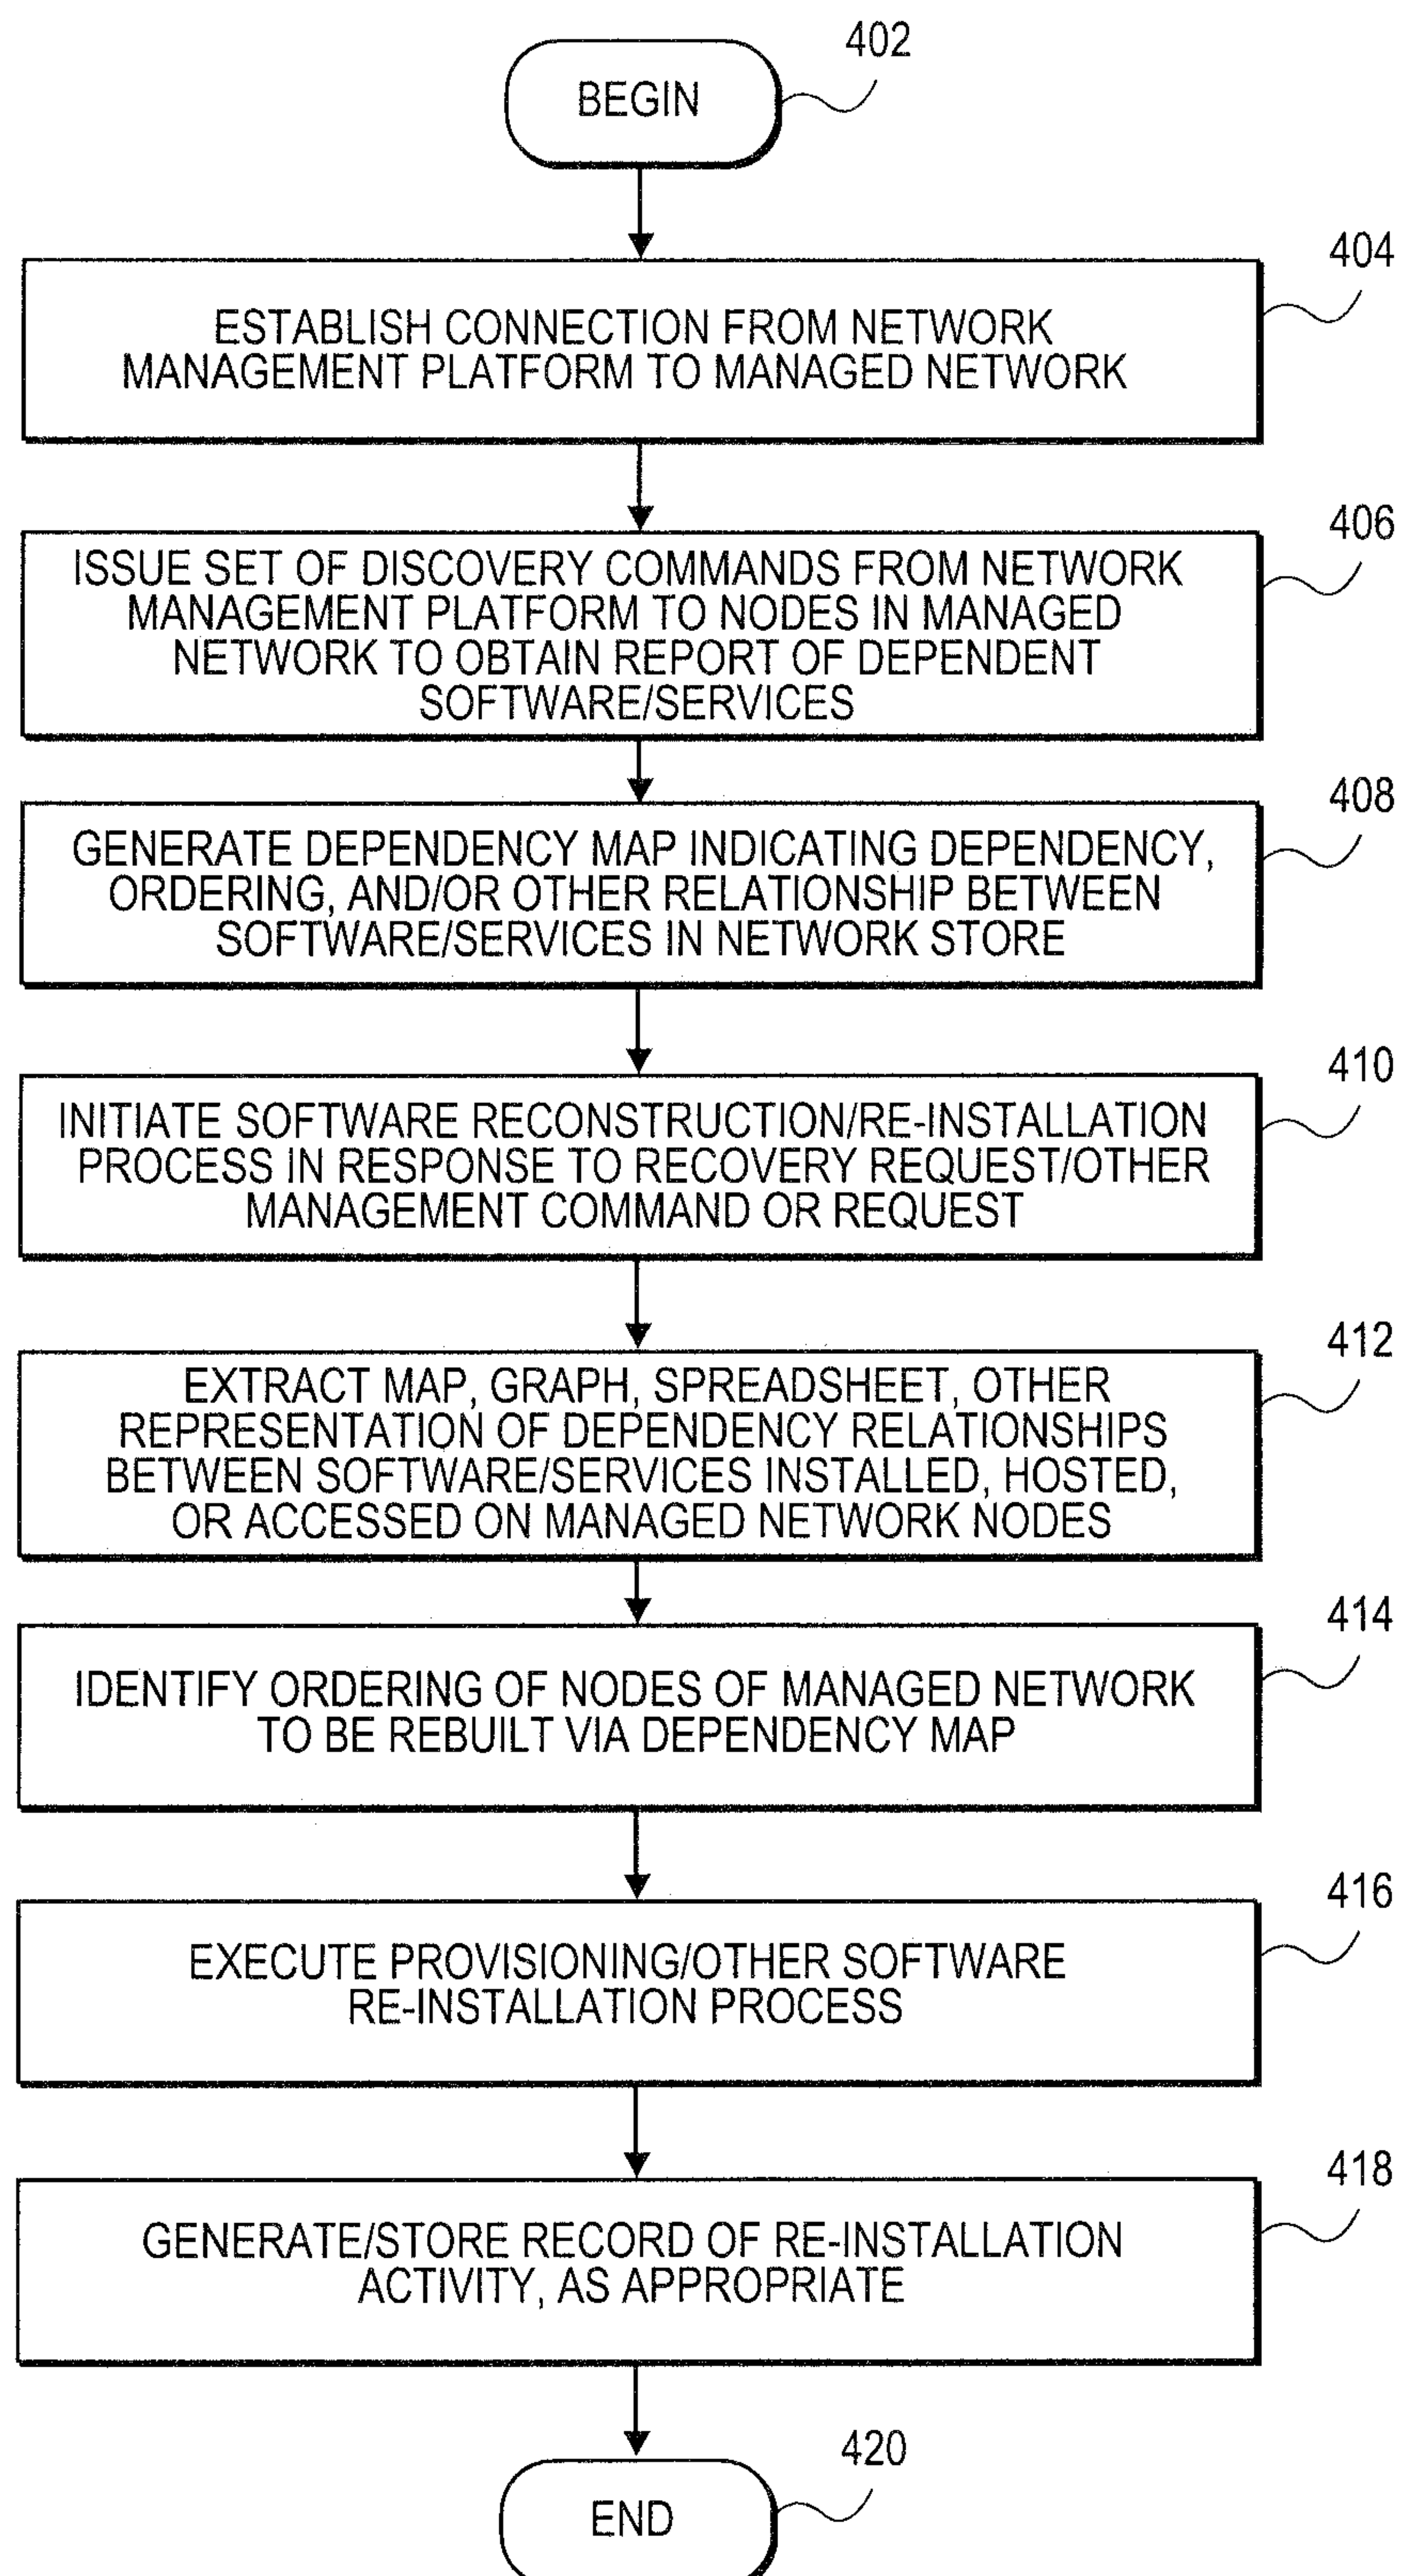 402
BEGIN
404
ESTABLISH CONNECTION FROM NETWORK
MANAGEMENT PLATFORM TO MANAGED NETWORK
406
ISSUE SET OF DISCOVERY COMMANDS FROM NETWORK
MANAGEMENT PLATFORM TO NODES IN MANAGED
NETWORK TO OBTAIN REPORT OF DEPENDENT
SOFTWARE/SERVICES
408
GENERATE DEPENDENCY MAP INDICATING DEPENDENCY,
ORDERING, AND/OR OTHER RELATIONSHIP BETWEEN
SOFTWARE/SERVICES IN NETWORK STORE
410
INITIATE SOFTWARE RECONSTRUCTION/RE-INSTALLATION
PROCESS IN RESPONSE TO RECOVERY REQUEST/OTHER
MANAGEMENT COMMAND OR REQUEST
412
EXTRACT MAP, GRAPH, SPREADSHEET, OTHER
REPRESENTATION OF DEPENDENCY RELATIONSHIPS
BETWEEN SOFTWARE/SERVICES INSTALLED, HOSTED,
OR ACCESSED ON MANAGED NETWORK NODES
414
IDENTIFY ORDERING OF NODES OF MANAGED NETWORK
TO BE REBUILT VIA DEPENDENCY MAP
416
EXECUTE PROVISIONING/OTHER SOFTWARE
RE-INSTALLATION PROCESS
418
GENERATE/STORE RECORD OF RE-INSTALLATION
ACTIVITY, AS APPROPRIATE
420
END